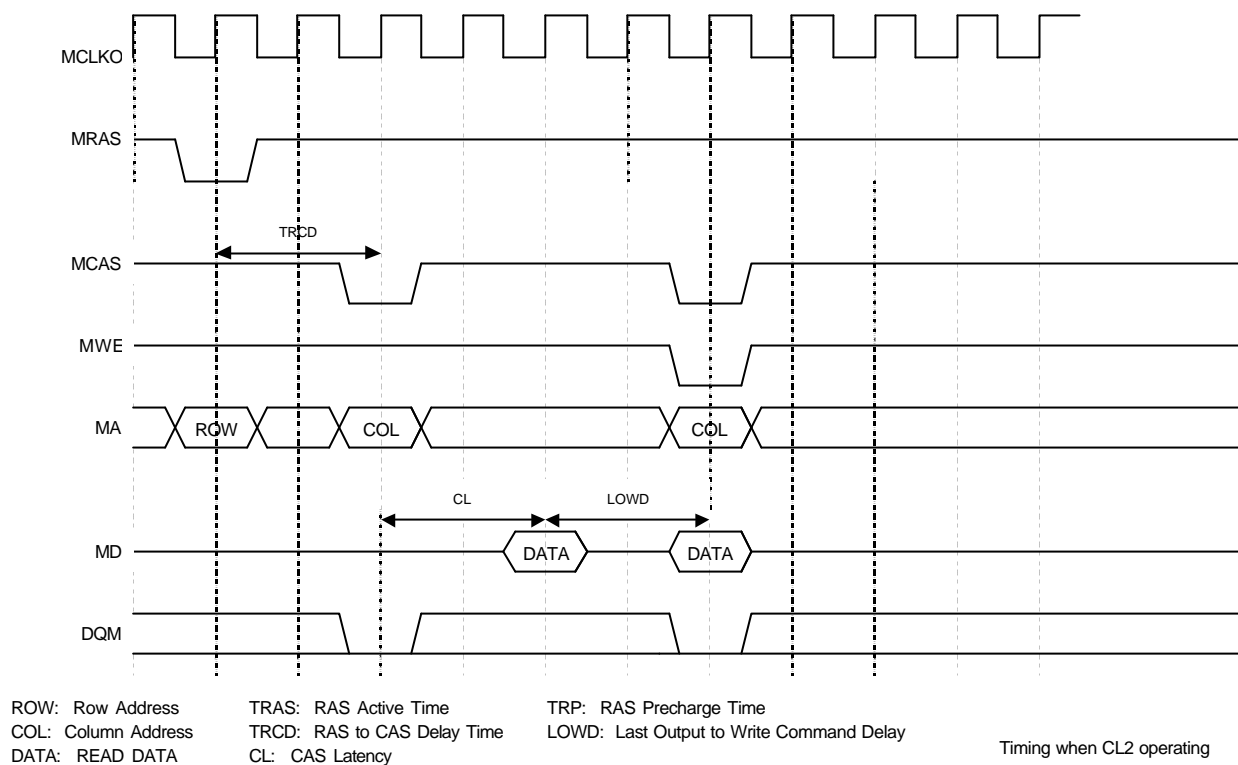 MCLKO
MRAS
TRCD
MCAS
MWE
MA
ROW
COL
COL
CL
LOWD
MD
DATA
DATA
DQM
ROW: Row Address TRAS: RAS Active Time TRP: RAS Precharge Time
COL: Column Address TRCD: RAS to CAS Delay Time LOWD: Last Output to Write Command Delay
DATA: READ DATA CL: CAS Latency
Timing when CL2 operating